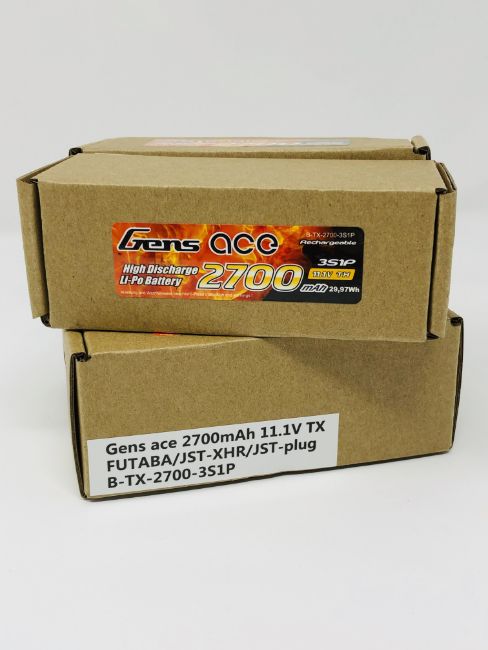 Gens ace
B-TX-2700-3S1P
Rechargeable
High Discharge
Li-Po Battery
2700 mAh
3S1P
11.1V TX
29,97Wh
Gens ace 2700mAh 11.1V TX
FUTABA/JST-XHR/JST-plug
B-TX-2700-3S1P